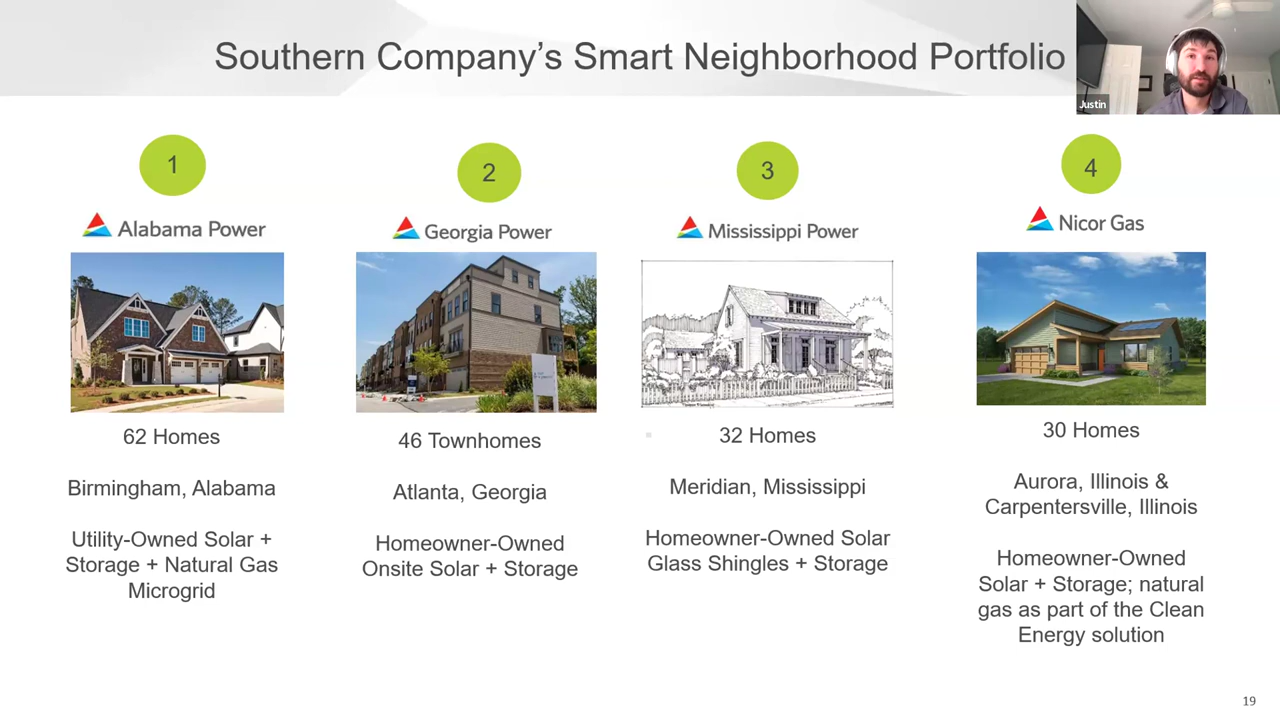 Southern Company's Smart Neighborhood Portfolio
Justin
1
Alabama Power
62 Homes
Birmingham, Alabama
Utility-Owned Solar +
Storage + Natural Gas
Microgrid
2
Georgia Power
46 Townhomes
Atlanta, Georgia
Homeowner-Owned
Onsite Solar + Storage
3
Mississippi Power
32 Homes
Meridian, Mississippi
Homeowner-Owned Solar
Glass Shingles + Storage
4
Nicor Gas
30 Homes
Aurora, Illinois &
Carpentersville, Illinois
Homeowner-Owned
Solar + Storage; natural
gas as part of the Clean
Energy solution
19